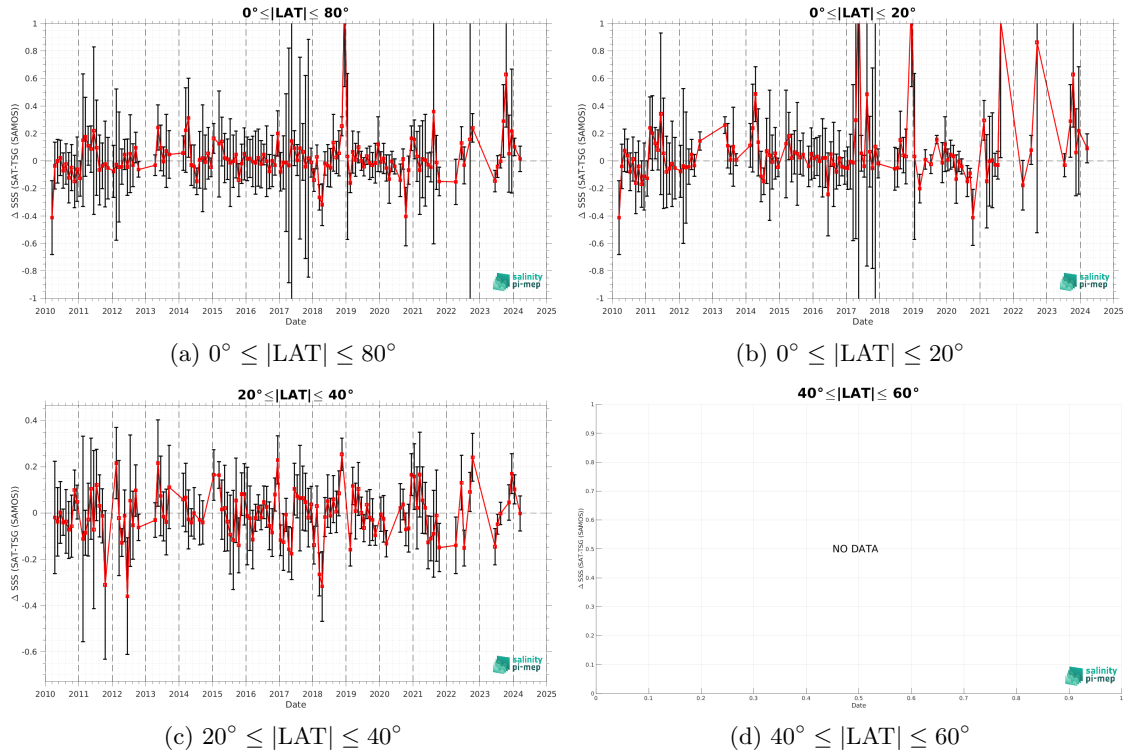 0°≤|LAT|≤ 80°
Δ SSS (SAT-TSG (SAMOS))
1
0.8
0.6
0.4
0.2
0
-0.2
-0.4
-0.6
-0.8
-1
2010 2011 2012 2013 2014 2015 2016 2017 2018 2019 2020 2021 2022 2023 2024 2025
Date
salinity
pi-mep
(a) 0° ≤ |LAT| ≤ 80°
0°≤|LAT|≤ 20°
Δ SSS (SAT-TSG (SAMOS))
1
0.8
0.6
0.4
0.2
0
-0.2
-0.4
-0.6
-0.8
-1
2010 2011 2012 2013 2014 2015 2016 2017 2018 2019 2020 2021 2022 2023 2024 2025
Date
salinity
pi-mep
(b) 0° ≤ |LAT| ≤ 20°
20°≤|LAT|≤ 40°
Δ SSS (SAT-TSG (SAMOS))
0.4
0.2
0
-0.2
-0.4
-0.6
2010 2011 2012 2013 2014 2015 2016 2017 2018 2019 2020 2021 2022 2023 2024 2025
Date
salinity
pi-mep
(c) 20° ≤ |LAT| ≤ 40°
40°≤|LAT|≤ 60°
Δ SSS (SAT-TSG (SAMOS))
1
0.9
0.8
0.7
0.6
0.5
0.4
0.3
0.2
0.1
0
NO DATA
0 0.1 0.2 0.3 0.4 0.5 0.6 0.7 0.8 0.9 1
Date
salinity
pi-mep
(d) 40° ≤ |LAT| ≤ 60°